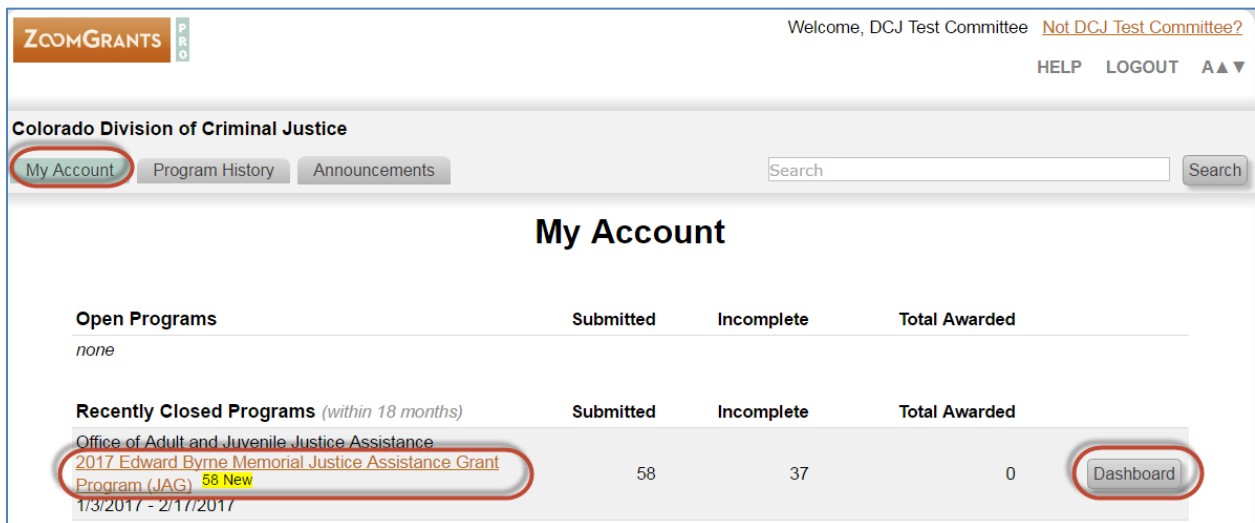 ZOOMGRANTS PRO Welcome, DCJ Test Committee Not DCJ Test Committee?
HELP LOGOUT A▲▼
Colorado Division of Criminal Justice
My Account Program History Announcements Search Search
My Account
Open Programs Submitted Incomplete Total Awarded
none
Recently Closed Programs (within 18 months) Submitted Incomplete Total Awarded
Office of Adult and Juvenile Justice Assistance
2017 Edward Byrne Memorial Justice Assistance Grant
Program (JAG) 58 New 58 37 0 Dashboard
1/3/2017 - 2/17/2017